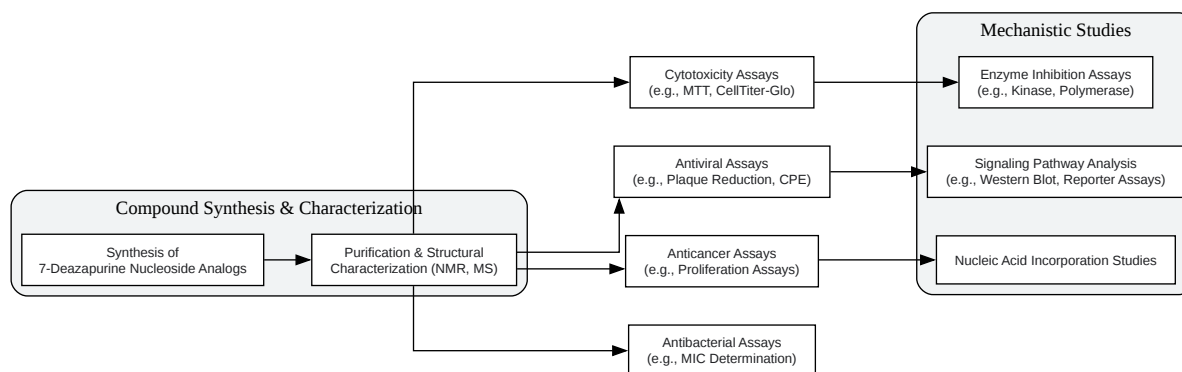 Compound Synthesis & Characterization
Synthesis of
7-Deazapurine Nucleoside Analogs
Purification & Structural
Characterization (NMR, MS)
Cytotoxicity Assays
(e.g., MTT, CellTiter-Glo)
Antiviral Assays
(e.g., Plaque Reduction, CPE)
Anticancer Assays
(e.g., Proliferation Assays)
Antibacterial Assays
(e.g., MIC Determination)
Mechanistic Studies
Enzyme Inhibition Assays
(e.g., Kinase, Polymerase)
Signaling Pathway Analysis
(e.g., Western Blot, Reporter Assays)
Nucleic Acid Incorporation Studies